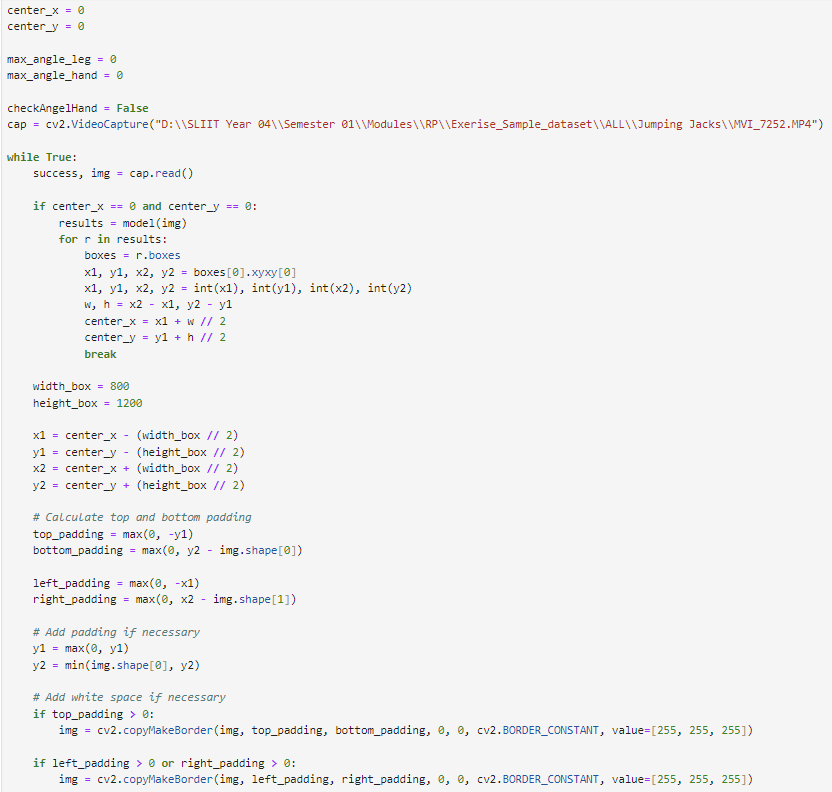 center_x = 0
center_y = 0

max_angle_leg = 0
max_angle_hand = 0

checkAngelHand = False
cap = cv2.VideoCapture("D:\\SLIIT Year 04\\Semester 01\\Modules\\RP\\Exerise_Sample_dataset\\ALL\\Jumping Jacks\\MVI_7252.MP4")

while True:
    success, img = cap.read()

    if center_x == 0 and center_y == 0:
        results = model(img)
        for r in results:
            boxes = r.boxes
            x1, y1, x2, y2 = boxes[0].xyxy[0]
            x1, y1, x2, y2 = int(x1), int(y1), int(x2), int(y2)
            w, h = x2 - x1, y2 - y1
            center_x = x1 + w // 2
            center_y = y1 + h // 2
            break

    width_box = 800
    height_box = 1200

    x1 = center_x - (width_box // 2)
    y1 = center_y - (height_box // 2)
    x2 = center_x + (width_box // 2)
    y2 = center_y + (height_box // 2)

    # Calculate top and bottom padding
    top_padding = max(0, -y1)
    bottom_padding = max(0, y2 - img.shape[0])

    left_padding = max(0, -x1)
    right_padding = max(0, x2 - img.shape[1])

    # Add padding if necessary
    y1 = max(0, y1)
    y2 = min(img.shape[0], y2)

    # Add white space if necessary
    if top_padding > 0:
        img = cv2.copyMakeBorder(img, top_padding, bottom_padding, 0, 0, cv2.BORDER_CONSTANT, value=[255, 255, 255])

    if left_padding > 0 or right_padding > 0:
        img = cv2.copyMakeBorder(img, left_padding, right_padding, 0, 0, cv2.BORDER_CONSTANT, value=[255, 255, 255])